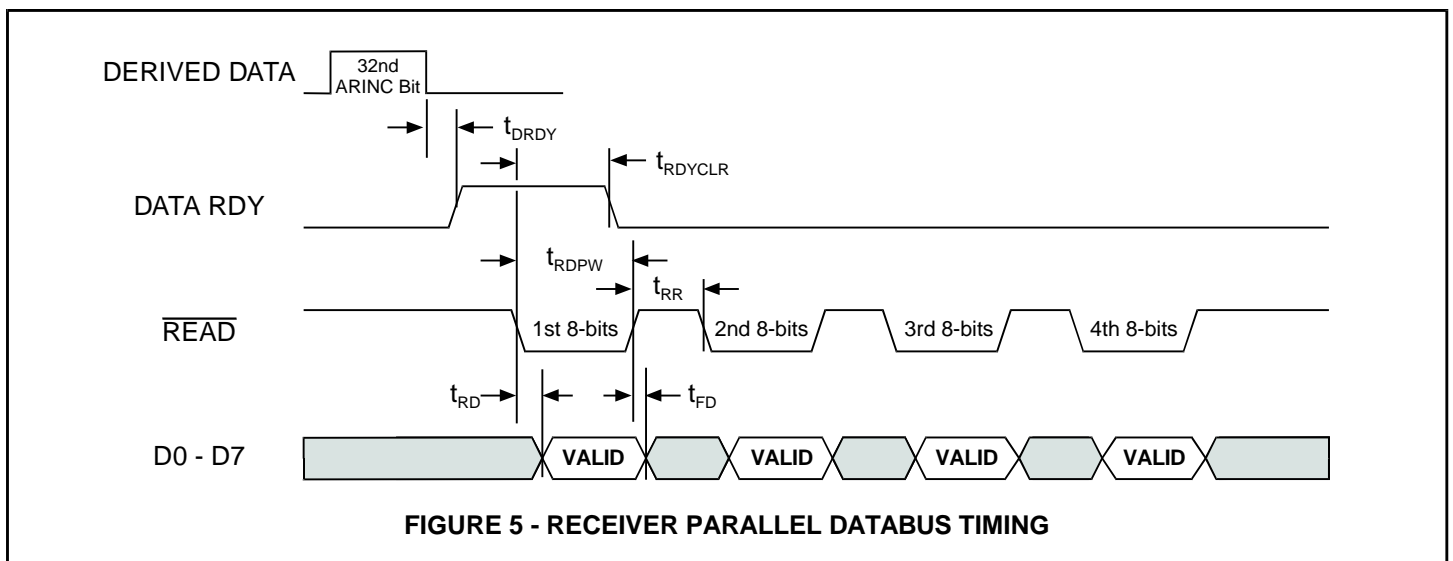 DERIVED DATA
32nd
ARINC Bit
tDRDY
tRDYCLR
DATA RDY
tRDPW
tRR
READ
1st 8-bits
2nd 8-bits
3rd 8-bits
4th 8-bits
tRD
tFD
D0 - D7
VALID
VALID
VALID
VALID
FIGURE 5 - RECEIVER PARALLEL DATABUS TIMING